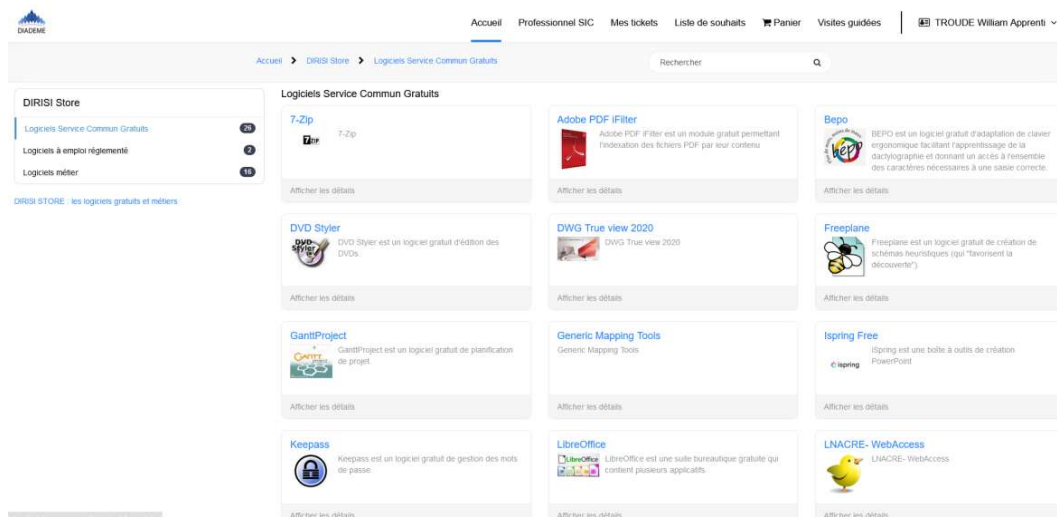 DIADEME
Accueil Professionnel SIC Mes tickets Liste de souhaits Panier Visites guidées TROUDE William Apprenti
Accueil DIRISI Store Logiciels Service Commun Gratuits
Rechercher
DIRISI Store
Logiciels Service Commun Gratuits 26
Logiciels à emploi réglementé 2
Logiciels métier 16
DIRISI STORE : les logiciels gratuits et métiers
Logiciels Service Commun Gratuits
7-Zip
7-Zip
Afficher les détails
Adobe PDF iFilter
Adobe PDF iFilter est un module gratuit permettant
l'indexation des fichiers PDF par leur contenu
Afficher les détails
Bepo
BEPO est un logiciel gratuit d'adaptation de clavier
ergonomique facilitant l'apprentissage de la
dactylographie et donnant un accès à l'ensemble
des caractères nécessaires à une saisie correcte.
Afficher les détails
DVD Styler
DVD Styler est un logiciel gratuit d'édition des
DVDs.
Afficher les détails
DWG True view 2020
DWG True view 2020
Afficher les détails
Freeplane
Freeplane est un logiciel gratuit de création de
schémas heuristiques (qui "favorisent la
découverte").
Afficher les détails
GanttProject
GanttProject est un logiciel gratuit de planification
de projet
Afficher les détails
Generic Mapping Tools
Generic Mapping Tools
Afficher les détails
Ispring Free
ispring
iSpring est une boîte à outils de création
PowerPoint
Afficher les détails
Keepass
Keepass est un logiciel gratuit de gestion des mots
de passe.
Afficher les détails
LibreOffice
LibreOffice
LibreOffice est une suite bureautique gratuite qui
contient plusieurs applicatifs.
Afficher les détails
LNACRE- WebAccess
LNACRE- WebAccess
Afficher les détails